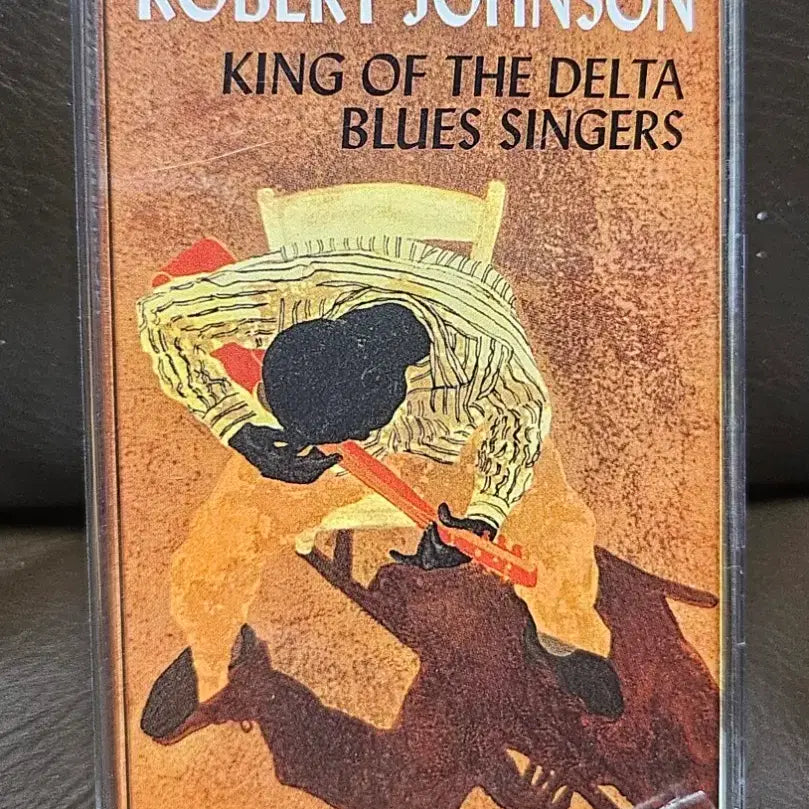 ROBERT JOHNSON
KING OF THE DELTA
BLUES SINGERS